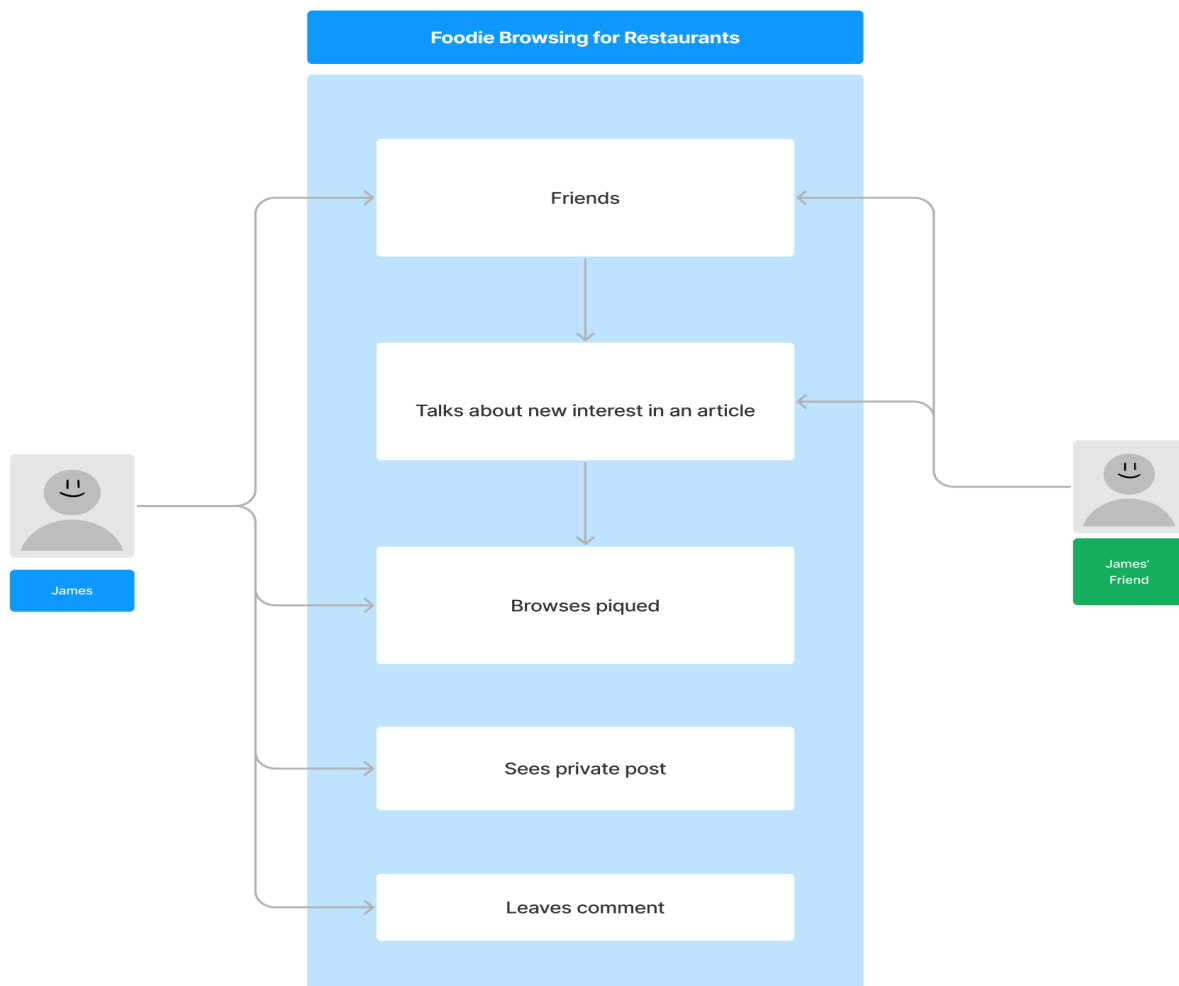 Foodie Browsing for Restaurants
Friends
Talks about new interest in an article
Browses piqued
Sees private post
Leaves comment
James
James'
Friend